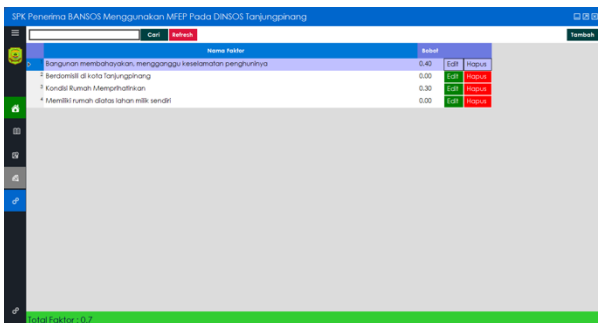 SPK Penerima BANSOS Menggunakan MFEP Pada DINSOS Tanjungpinang
Cari Refresh Tambah
Nama Faktor Bobot
1 Bangunan membahayakan, mengganggu keselamatan penghuninya 0,40 Edit Hapus
2 Berdomisili di kota Tanjungpinang 0,00 Edit Hapus
3 Kondisi Rumah Memprihatinkan 0,30 Edit Hapus
4 Memiliki rumah diatas lahan milik sendiri 0,00 Edit Hapus
Total Faktor : 0,7